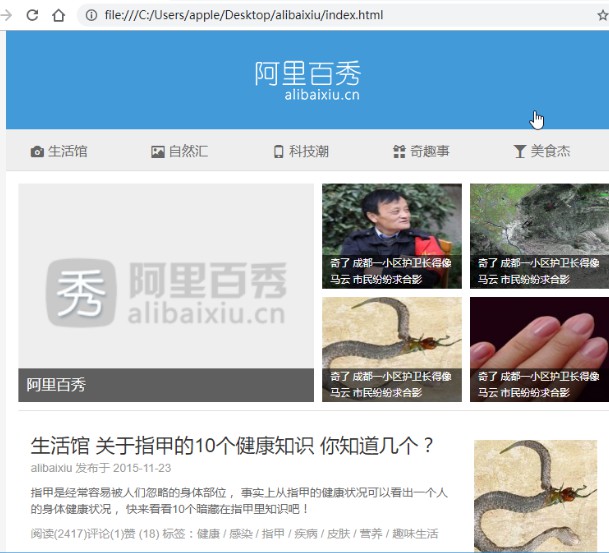 file:///C:/Users/apple/Desktop/alibaixiu/index.html
阿里百秀
alibaixiu.cn
生活馆 自然汇 科技潮 奇趣事 美食杰
秀 阿里百秀
alibaixiu.cn
阿里百秀
奇了 成都一小区护卫长得像
马云 市民纷纷求合影
奇了 成都一小区护卫长得像
马云 市民纷纷求合影
奇了 成都一小区护卫长得像
马云 市民纷纷求合影
奇了 成都一小区护卫长得像
马云 市民纷纷求合影
生活馆 关于指甲的10个健康知识 你知道几个？
alibaixiu 发布于 2015-11-23
指甲是经常容易被人们忽略的身体部位， 事实上从指甲的健康状况可以看出一个人
的身体健康状况， 快来看看10个暗藏在指甲里知识吧！
阅读(2417)评论(1)赞 (18) 标签：健康 / 感染 / 指甲 / 疾病 / 皮肤 / 营养 / 趣味生活